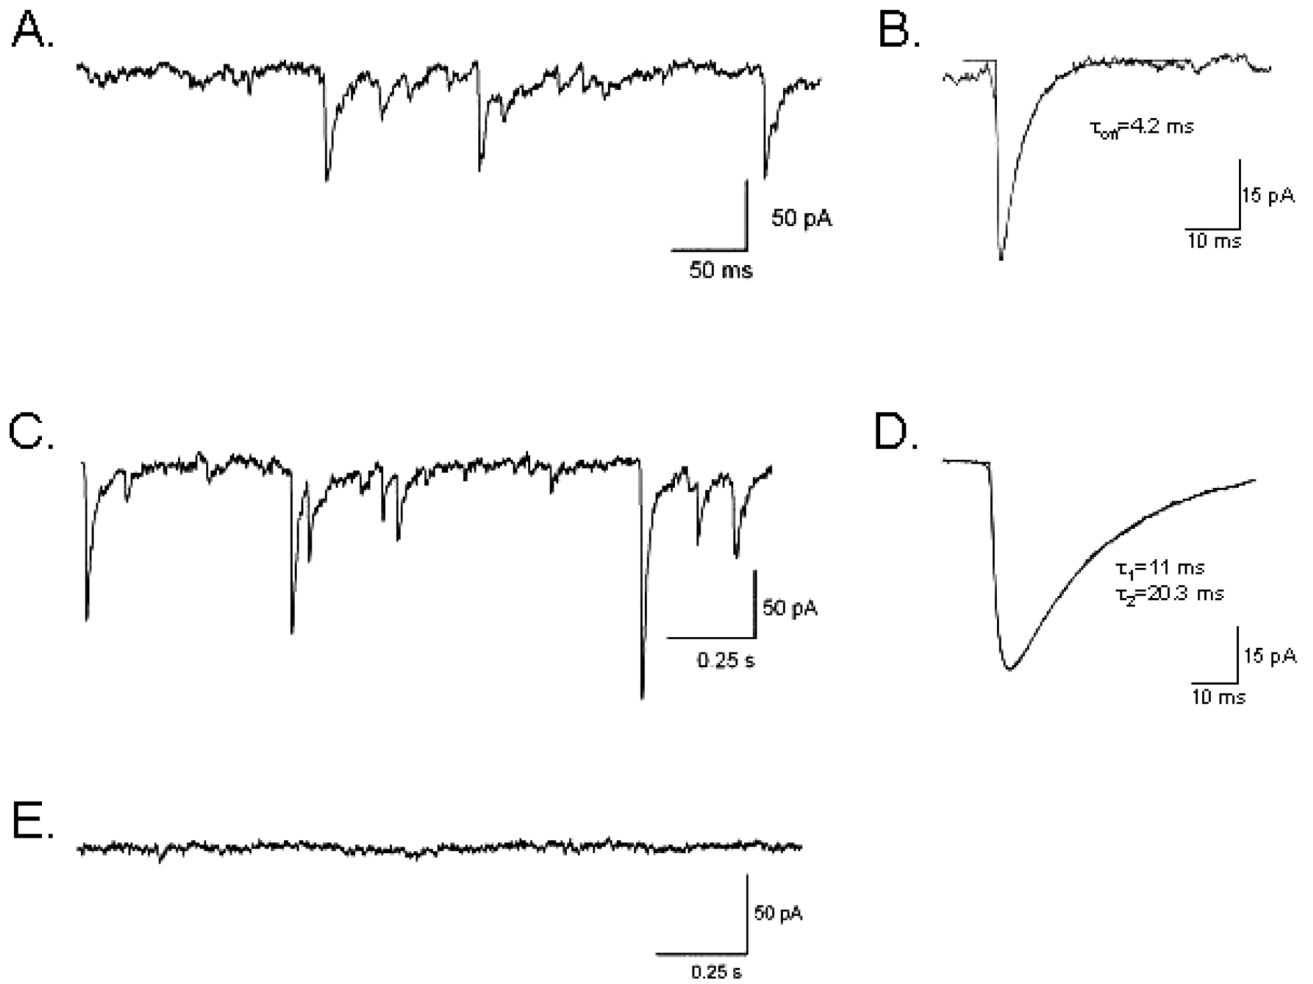 A.
B.
τoff=4.2 ms
50 pA
50 ms
15 pA
10 ms
C.
D.
τ1=11 ms
τ2=20.3 ms
50 pA
0.25 s
15 pA
10 ms
E.
50 pA
0.25 s